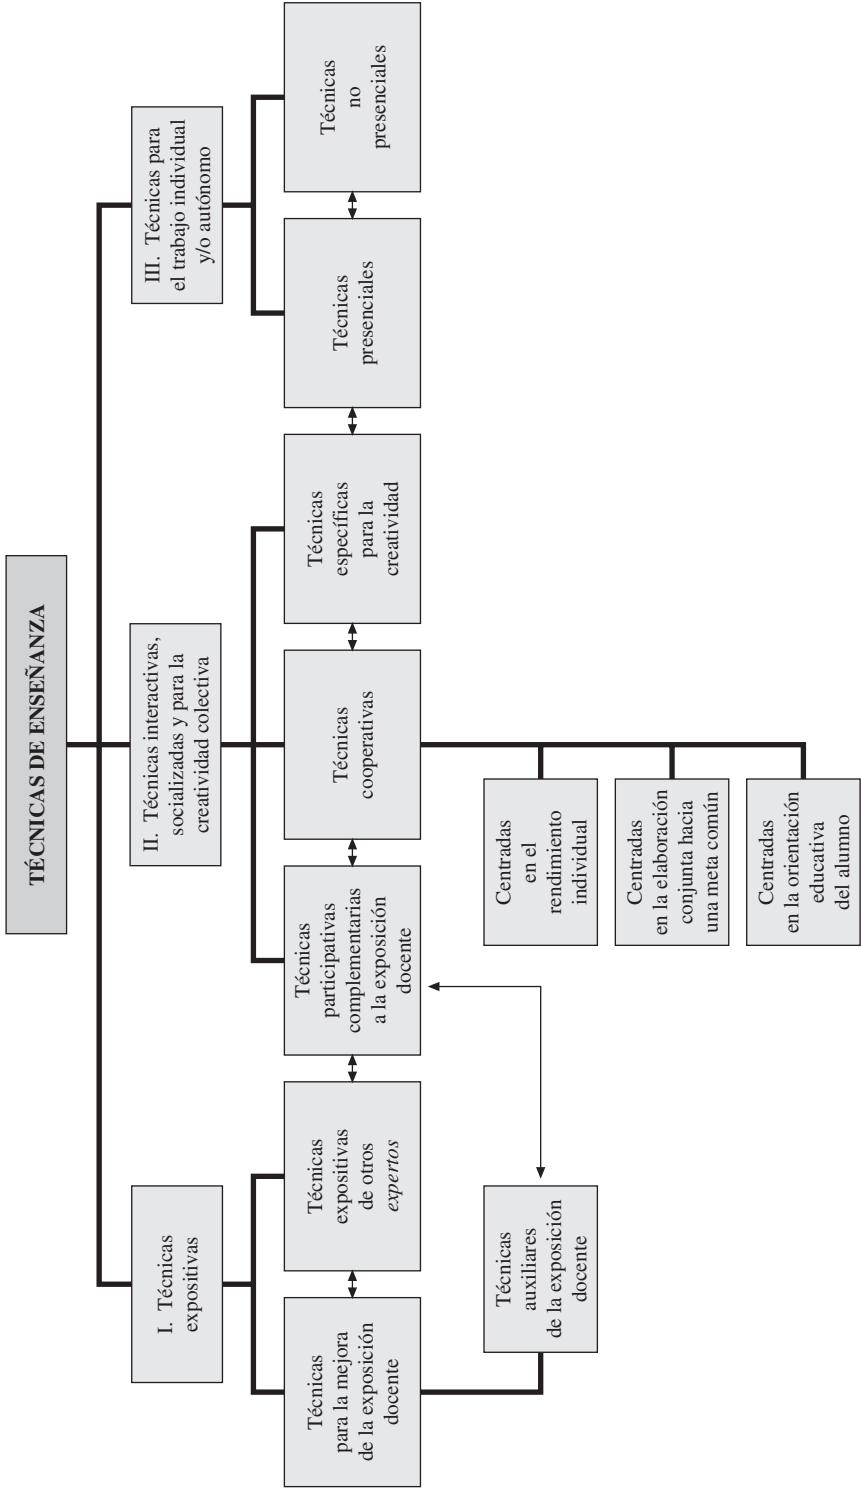 TÉCNICAS DE ENSEÑANZA
I. Técnicas
expositivas
II. Técnicas interactivas,
socializadas y para la
creatividad colectiva
III. Técnicas para
el trabajo individual
y/o autónomo
Técnicas
para la mejora
de la exposición
docente
Técnicas
expositivas
de otros
expertos
Técnicas
participativas
complementarias
a la exposición
docente
Técnicas
cooperativas
Técnicas
específicas
para la
creatividad
Técnicas
presenciales
Técnicas
no
presenciales
Técnicas
auxiliares
de la exposición
docente
Centradas
en el
rendimiento
individual
Centradas
en la elaboración
conjunta hacia
una meta común
Centradas
en la orientación
educativa
del alumno